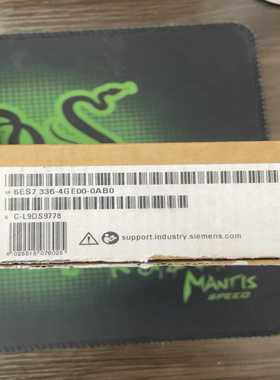 6ES7 336-4GE00-0AB0
S C-L9DS9778
support.industry.siemens.com
MANTIS
SPEED